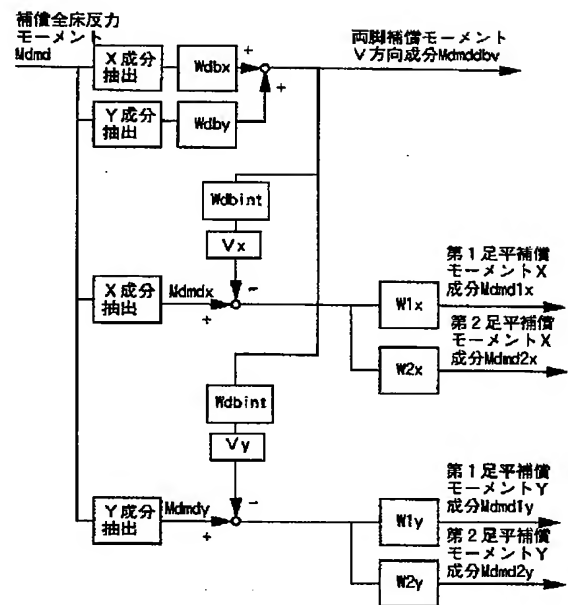 補償全床反力
モーメント
Mdmd
X成分
抽出
Wdbx
+
+
両脚補償モーメント
V方向成分Mdmddbv
Y成分
抽出
Wdby
Wdbint
Vx
X成分
抽出
Mdmdx
+
-
W1x
第1足平補償
モーメントX
成分Mdmd1x
W2x
第2足平補償
モーメントX
成分Mdmd2x
Wdbint
Vy
Y成分
抽出
Mdmdy
+
-
W1y
第1足平補償
モーメントY
成分Mdmd1y
W2y
第2足平補償
モーメントY
成分Mdmd2y